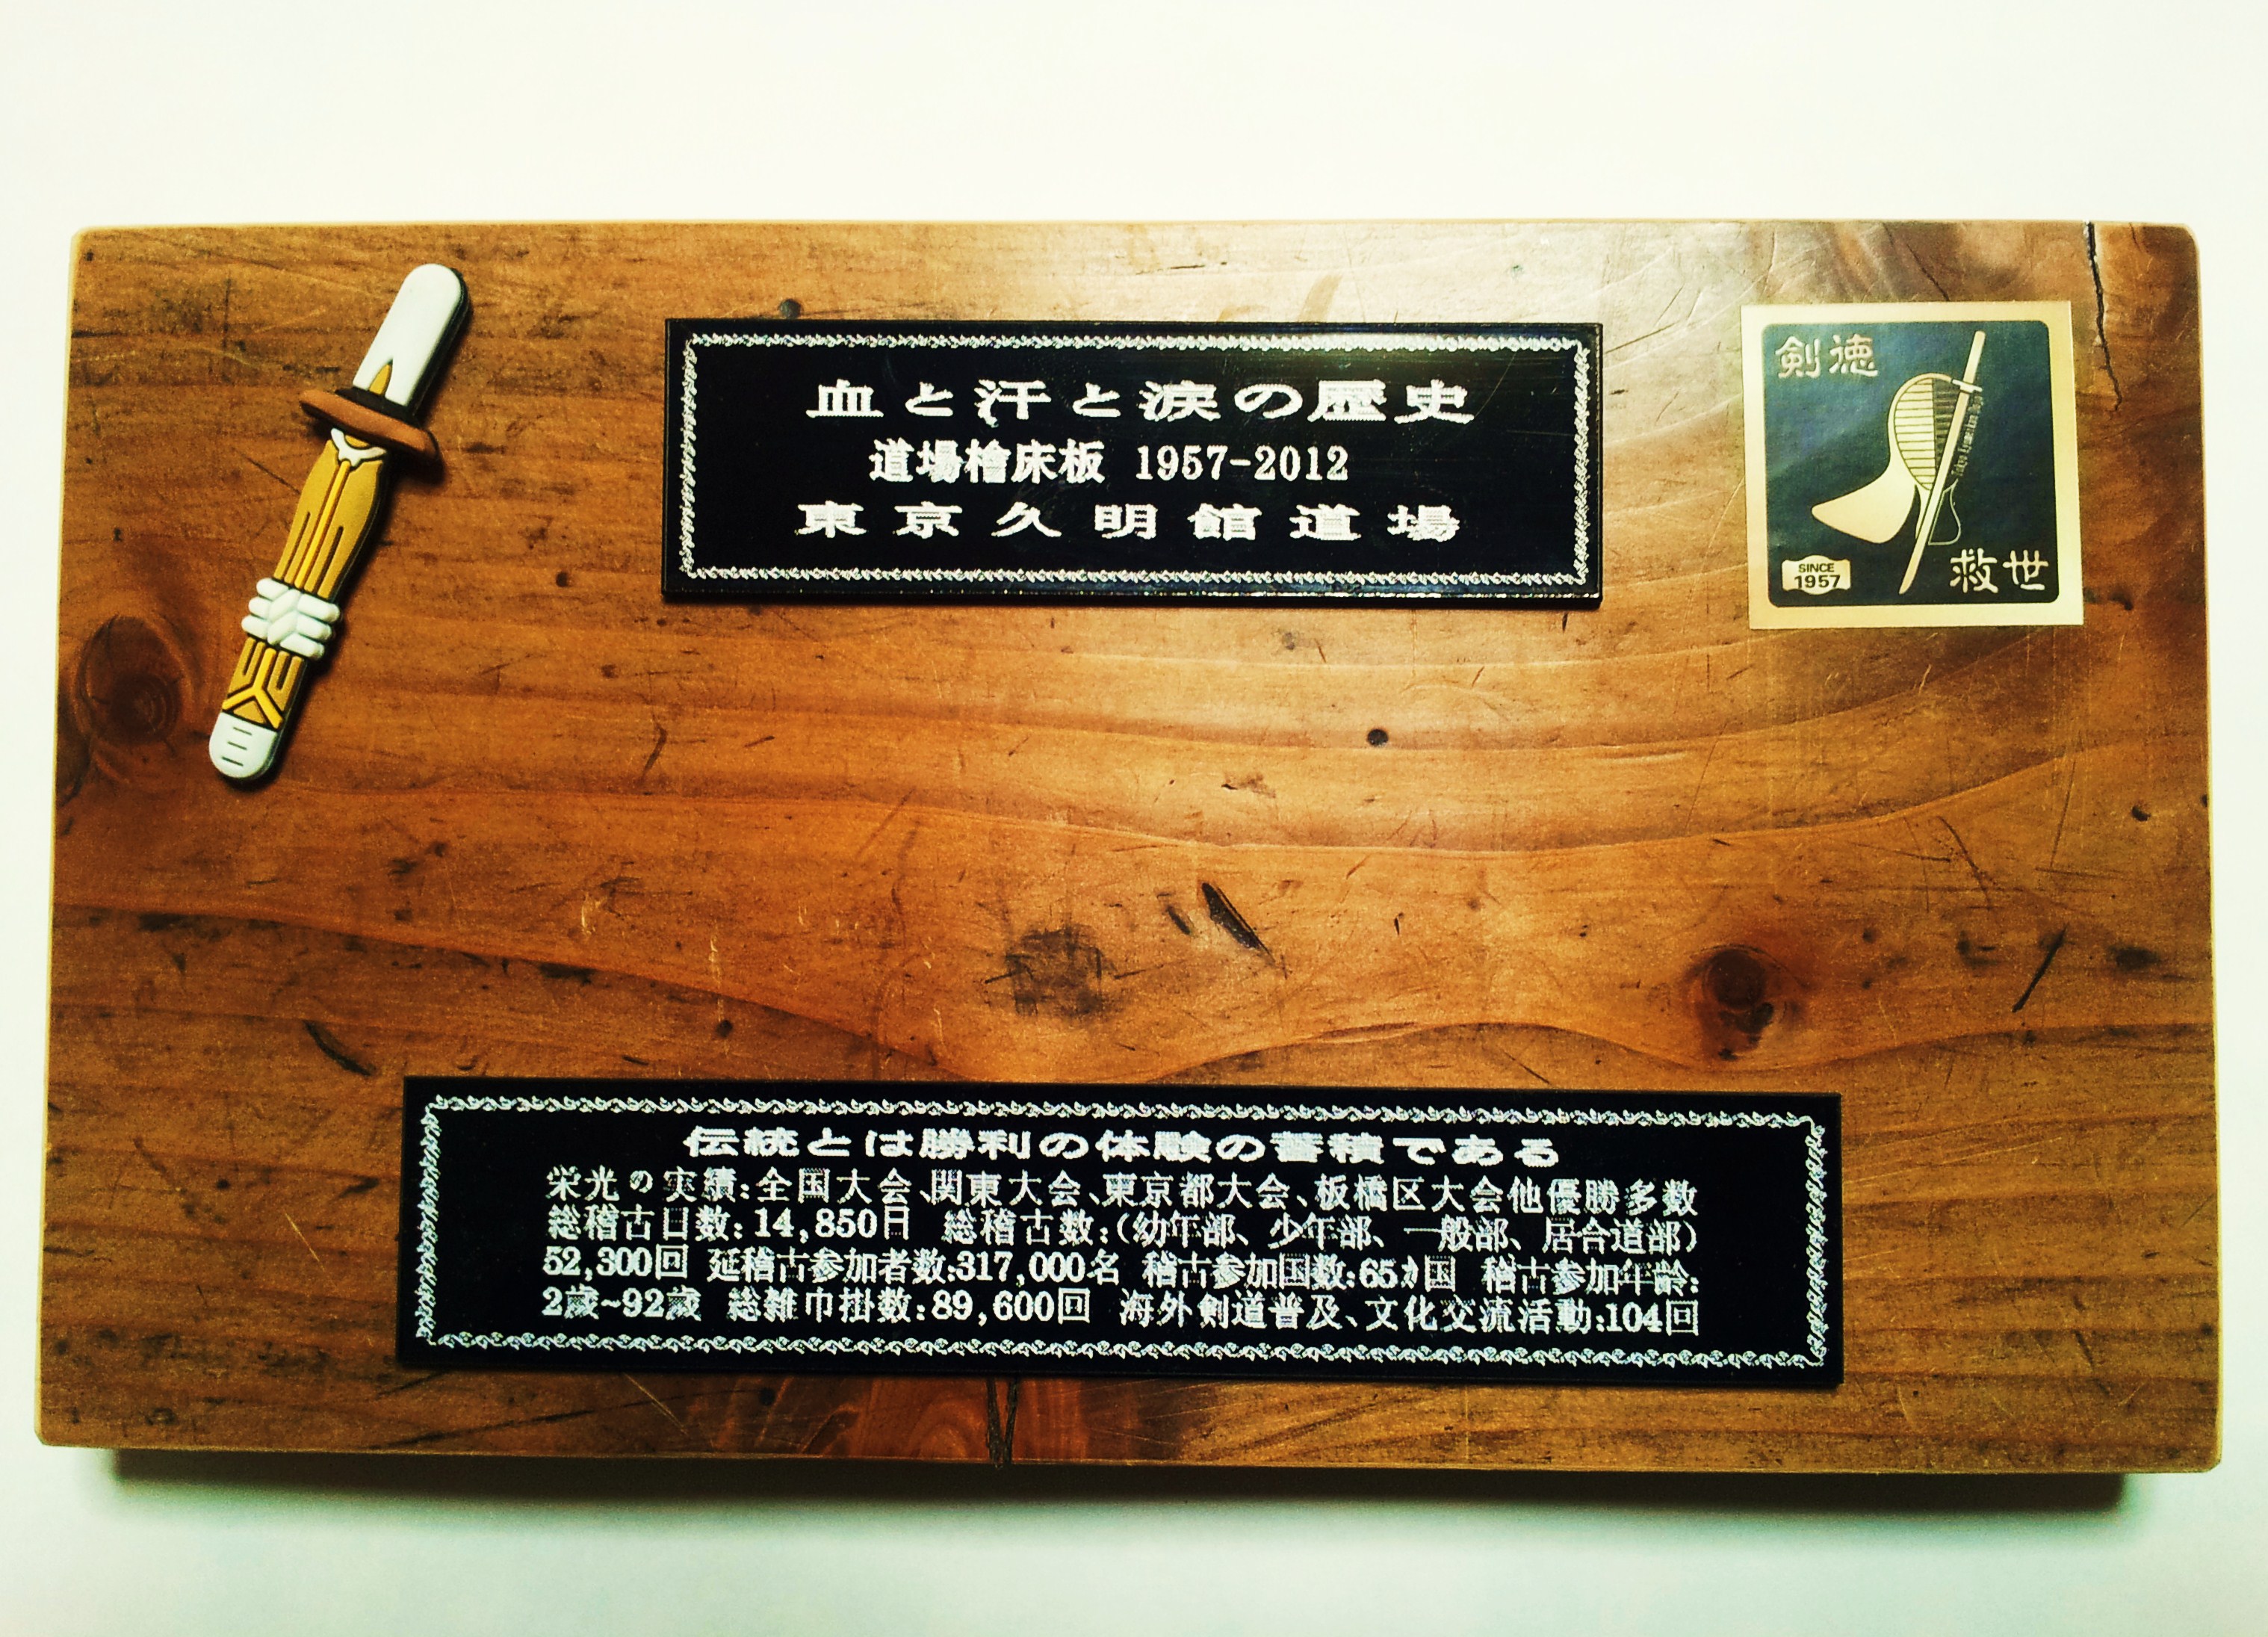 血と汗と涙の歴史
道場檜床板 1957-2012
東京久明館道場
剣徳
救世
SINCE
1957
伝統とは勝利の体験の蓄積である
栄光の実績:全国大会、関東大会、東京都大会、板橋区大会他優勝多数
総稽古日数:14,850日 総稽古数:(幼年部、少年部、一般部、居合道部)
52,300回 延稽古参加者数:317,000名 稽古参加国数:65カ国 稽古参加年齢:
2歳~92歳 総雑巾掛数:89,600回 海外剣道普及、文化交流活動:104回